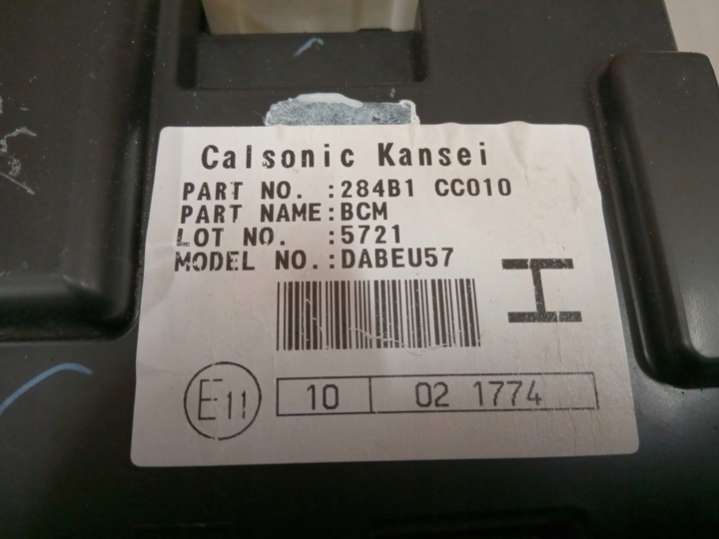 Calsonic Kansei
PART NO. :284B1 CC010
PART NAME:BCM
LOT NO. :5721
MODEL NO.:DABEU57
H
E11 10 02 1774